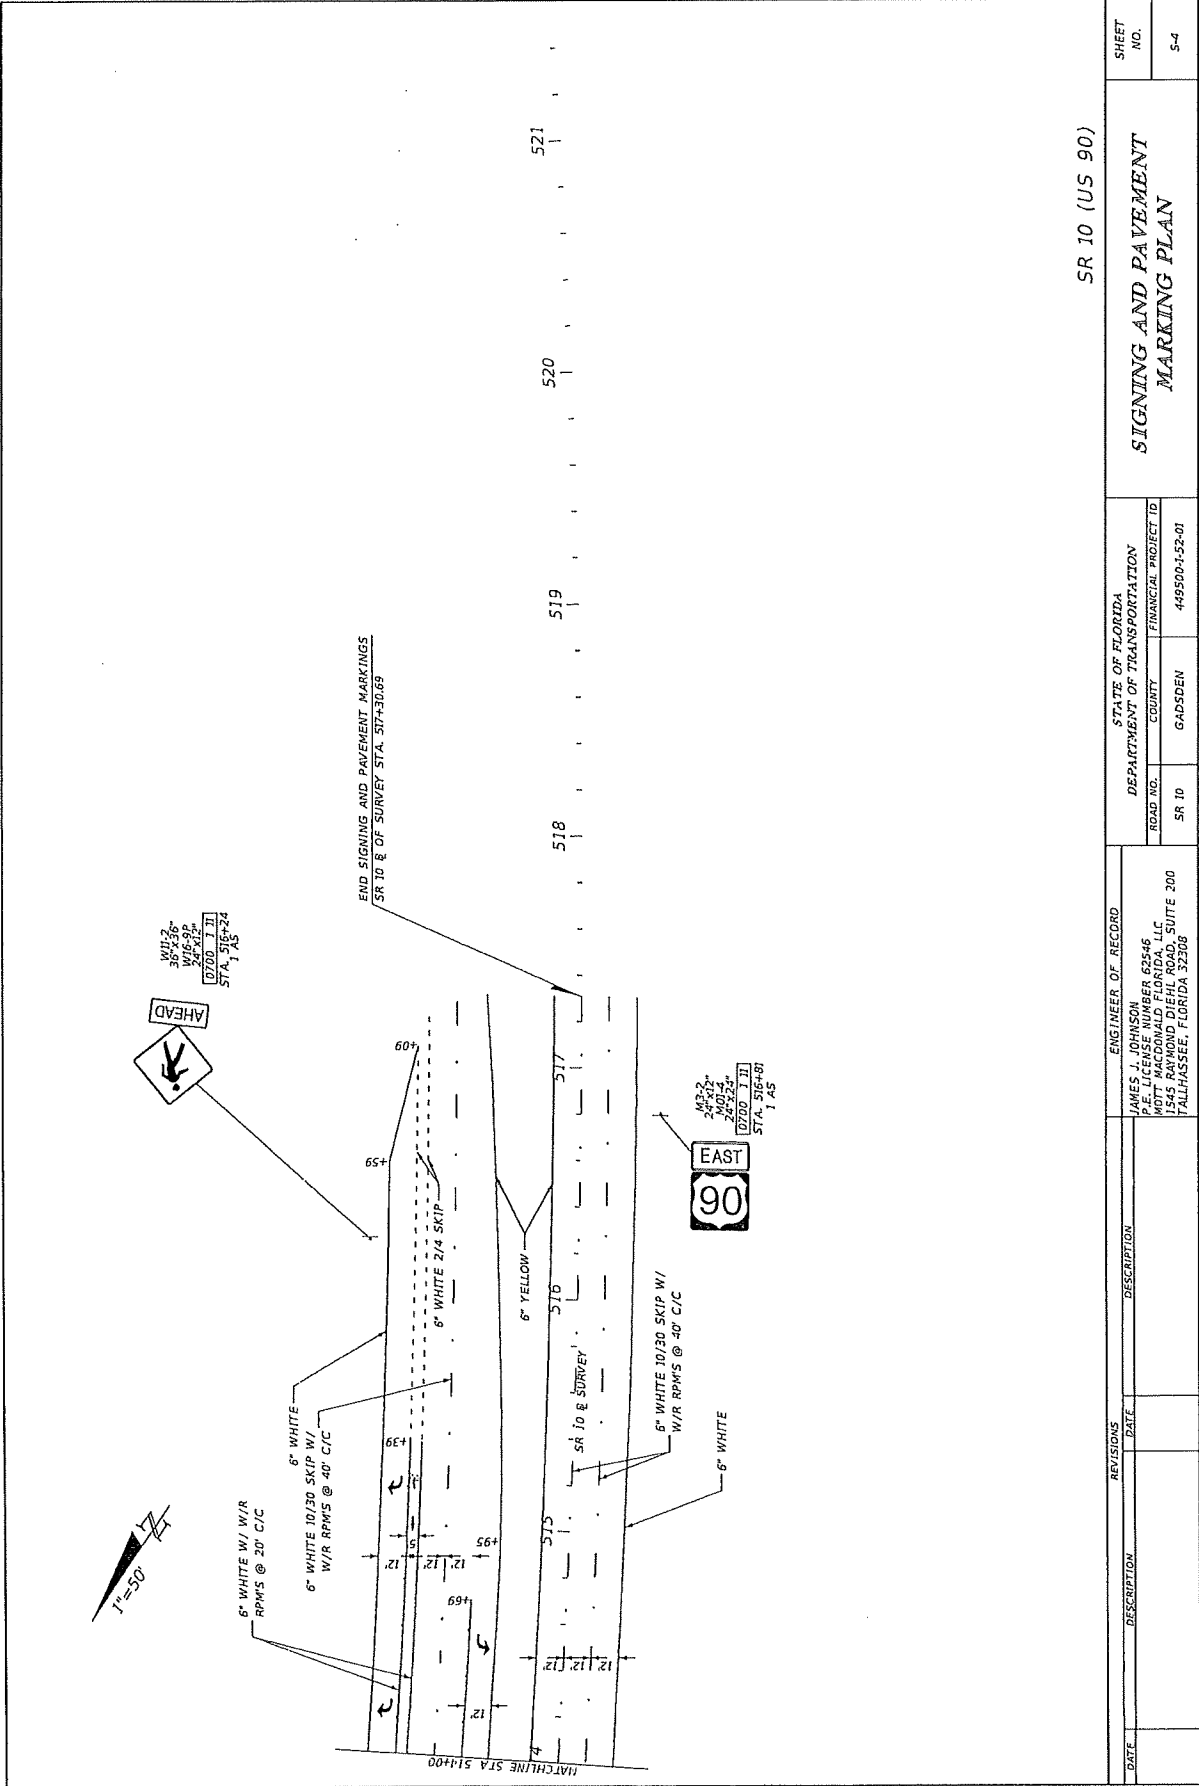 1"=50'
W11-2
36"x36"
W16-9P
24"x12"
0700 1 11
STA. 516+24
1 AS
AHEAD
END SIGNING AND PAVEMENT MARKINGS
SR 10 ℄ OF SURVEY STA. 517+30.69
6" WHITE W/ W/R
RPM'S @ 20' C/C
6" WHITE
6" WHITE 10/30 SKIP W/
W/R RPM'S @ 40' C/C
+39
+59
+09
6" WHITE 2/4 SKIP
12'
5'
12'
12'
+69
+95
12'
6" YELLOW
MATCHLINE STA 514+00
4
515
516
517
518
519
520
521
SR 10 ℄ SURVEY
12'
12'
12'
6" WHITE 10/30 SKIP W/
W/R RPM'S @ 40' C/C
6" WHITE
EAST
90
M3-2
24"x12"
M01-4
24"x24"
0700 1 11
STA. 516+81
1 AS
SR 10 (US 90)
REVISIONS
DATE
DESCRIPTION
DATE
DESCRIPTION
ENGINEER OF RECORD
JAMES J. JOHNSON
P.E. LICENSE NUMBER 62546
MOTT MACDONALD FLORIDA, LLC
1545 RAYMOND DIEHL ROAD, SUITE 200
TALLHASSEE, FLORIDA 32308
STATE OF FLORIDA
DEPARTMENT OF TRANSPORTATION
ROAD NO.
COUNTY
FINANCIAL PROJECT ID
SR 10
GADSDEN
449500-1-52-01
SIGNING AND PAVEMENT
MARKING PLAN
SHEET
NO.
S-4